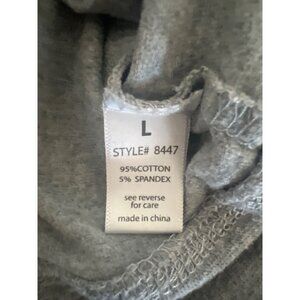 L
STYLE# 8447
95%COTTON
5% SPANDEX
see reverse
for care
made in china